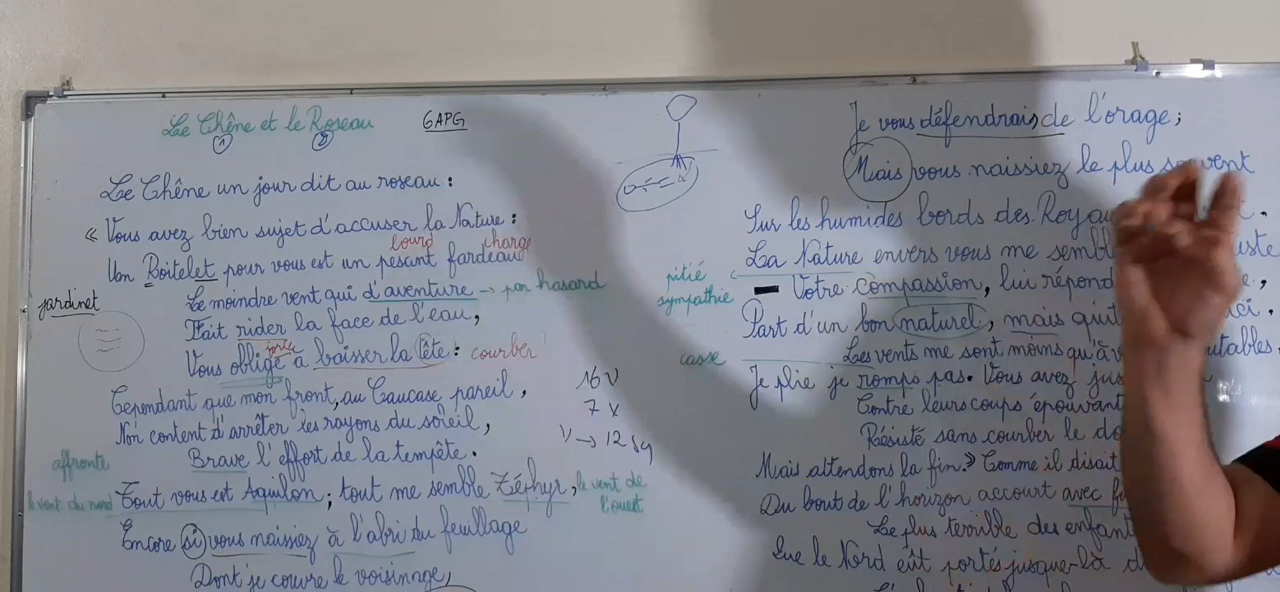 Le Chêne et le Roseau
6APG
1
2
Le Chêne un jour dit au roseau :
« Vous avez bien sujet d'accuser la Nature :
lourd charge
Un Roitelet pour vous est un pesant fardeau
jardinet
Le moindre vent qui d'aventure → par hasard
Fait rider la face de l'eau,
Vous oblige à baisser la tête : courber
Cependant que mon front, au Caucase pareil,
Non content d'arrêter les rayons du soleil,
Brave l'effort de la tempête.
affronte
le vent du nord Tout vous est Aquilon ; tout me semble Zéphyr, le vent de l'ouest
Encore si vous naissiez à l'abri du feuillage
Dont je couvre le voisinage,
16 v
7 x
v → 12 sy
Je vous défendrais de l'orage ;
Mais vous naissiez le plus souvent
Sur les humides bords des
La Nature envers vous me
pitié
sympathie
Votre compassion, lui répond
Part d'un bon naturel, mais
Les vents me sont moins qu'à
casse
Je plie je romps pas. Vous avez
Contre leurs coups
Résisté sans courber le
Mais attendons la fin. » Comme il disait
Du bout de l'horizon accourt avec
Le plus terrible des
Que le Nord eût portés jusque-là